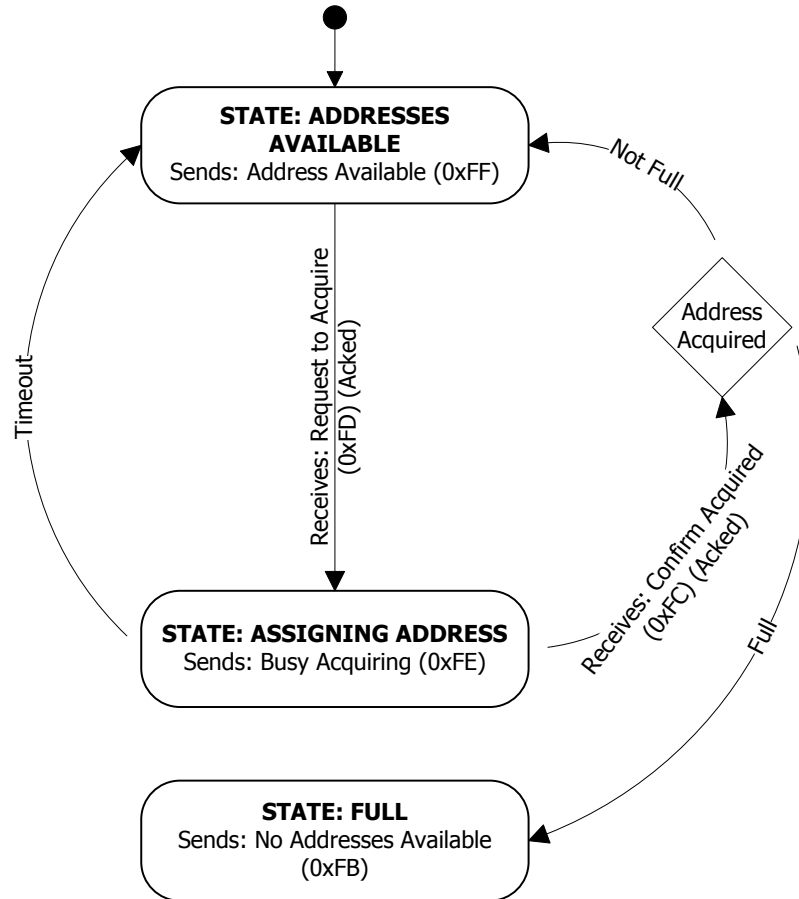 STATE: ADDRESSES
AVAILABLE
Sends: Address Available (0xFF)
Not Full
Address
Acquired
Receives: Request to Acquire
(0xFD) (Acked)
Timeout
Receives: Confirm Acquired
(0xFC) (Acked)
Full
STATE: ASSIGNING ADDRESS
Sends: Busy Acquiring (0xFE)
STATE: FULL
Sends: No Addresses Available
(0xFB)